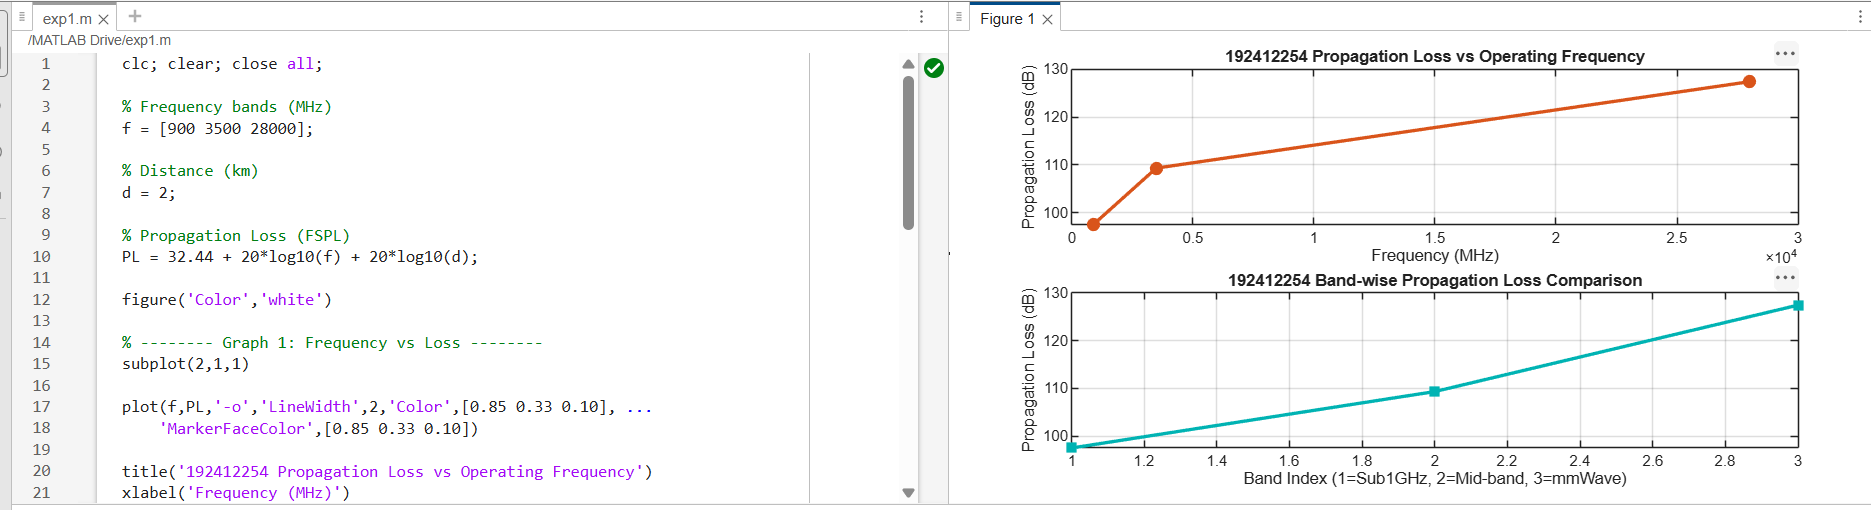 exp1.m
/MATLAB Drive/exp1.m
1 clc; clear; close all;
2
3 % Frequency bands (MHz)
4 f = [900 3500 28000];
5
6 % Distance (km)
7 d = 2;
8
9 % Propagation Loss (FSPL)
10 PL = 32.44 + 20*log10(f) + 20*log10(d);
11
12 figure('Color','white')
13
14 % -------- Graph 1: Frequency vs Loss --------
15 subplot(2,1,1)
16
17 plot(f,PL,'-o','LineWidth',2,'Color',[0.85 0.33 0.10], ...
18 'MarkerFaceColor',[0.85 0.33 0.10])
19
20 title('192412254 Propagation Loss vs Operating Frequency')
21 xlabel('Frequency (MHz)')
Figure 1
192412254 Propagation Loss vs Operating Frequency
Propagation Loss (dB)
130
120
110
100
0 0.5 1 1.5 2 2.5 3
Frequency (MHz)
×10⁴
192412254 Band-wise Propagation Loss Comparison
Propagation Loss (dB)
130
120
110
100
1 1.2 1.4 1.6 1.8 2 2.2 2.4 2.6 2.8 3
Band Index (1=Sub1GHz, 2=Mid-band, 3=mmWave)